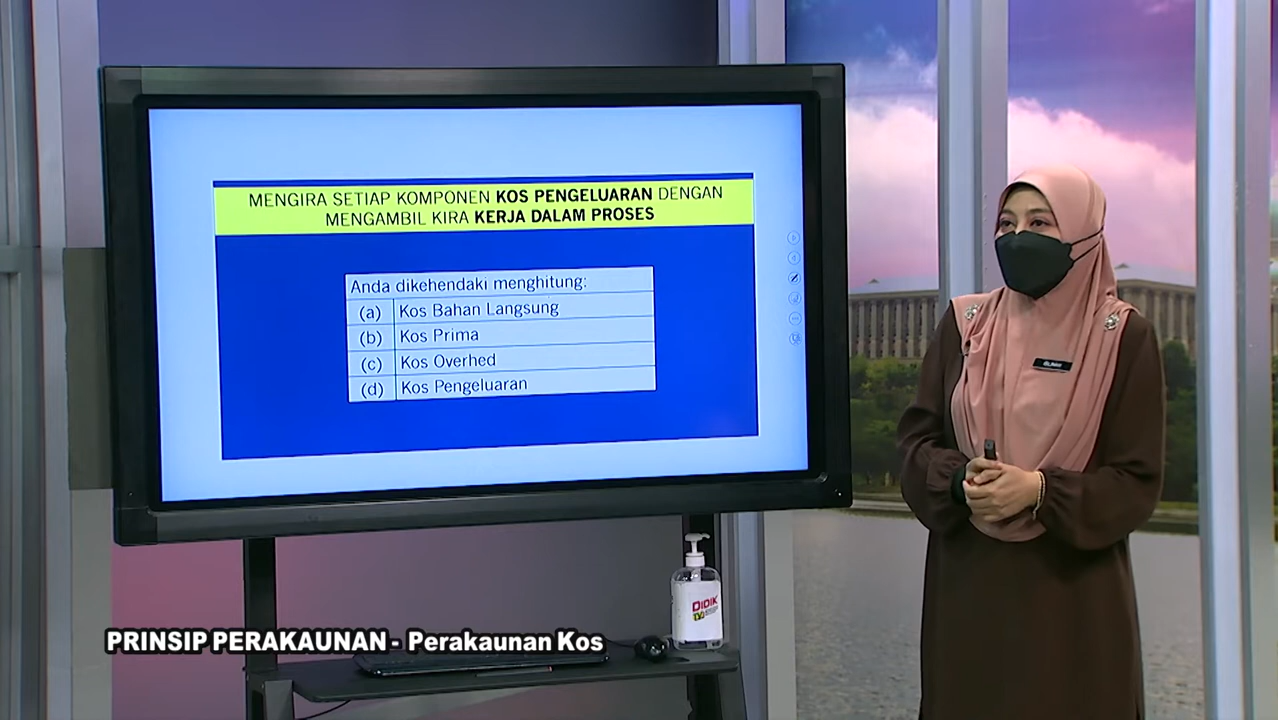 MENGIRA SETIAP KOMPONEN KOS PENGELUARAN DENGAN
MENGAMBIL KIRA KERJA DALAM PROSES
Anda dikehendaki menghitung:
(a) Kos Bahan Langsung
(b) Kos Prima
(c) Kos Overhed
(d) Kos Pengeluaran
DIDIK
PRINSIP PERAKAUNAN - Perakaunan Kos